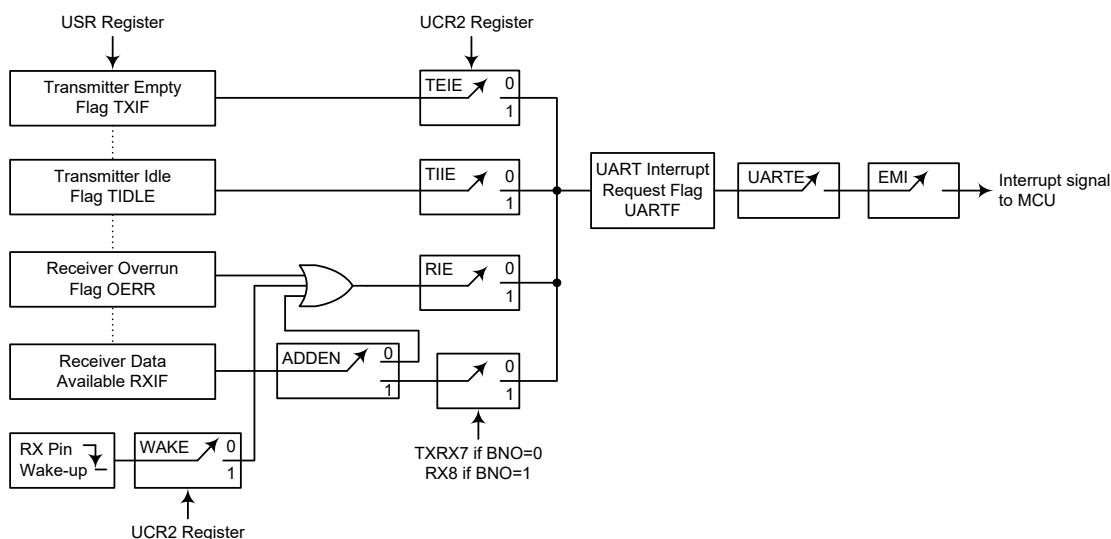 USR Register
UCR2 Register
Transmitter Empty
Flag TXIF
TEIE
0
1
Transmitter Idle
Flag TIDLE
TIIE
0
1
UART Interrupt
Request Flag
UARTF
UARTE
EMI
Interrupt signal
to MCU
Receiver Overrun
Flag OERR
RIE
0
1
Receiver Data
Available RXIF
ADDEN
0
1
0
1
RX Pin
Wake-up
WAKE
0
1
TXRX7 if BNO=0
RX8 if BNO=1
UCR2 Register